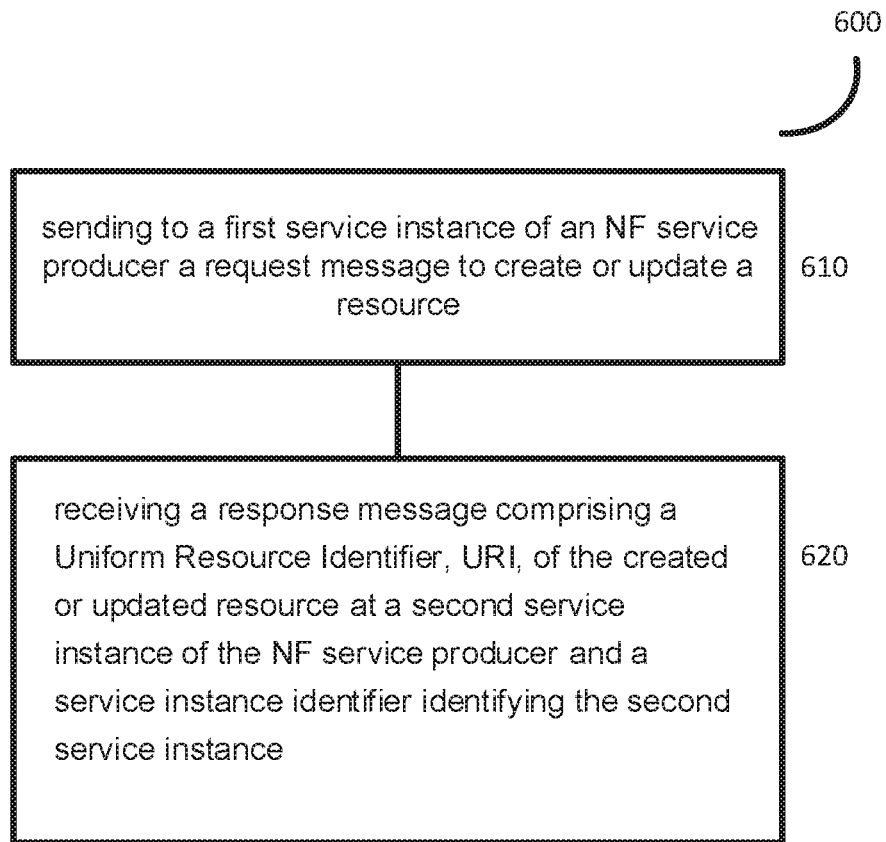 600
sending to a first service instance of an NF service
producer a request message to create or update a
resource
610
receiving a response message comprising a
Uniform Resource Identifier, URI, of the created
or updated resource at a second service
instance of the NF service producer and a
service instance identifier identifying the second
service instance
620